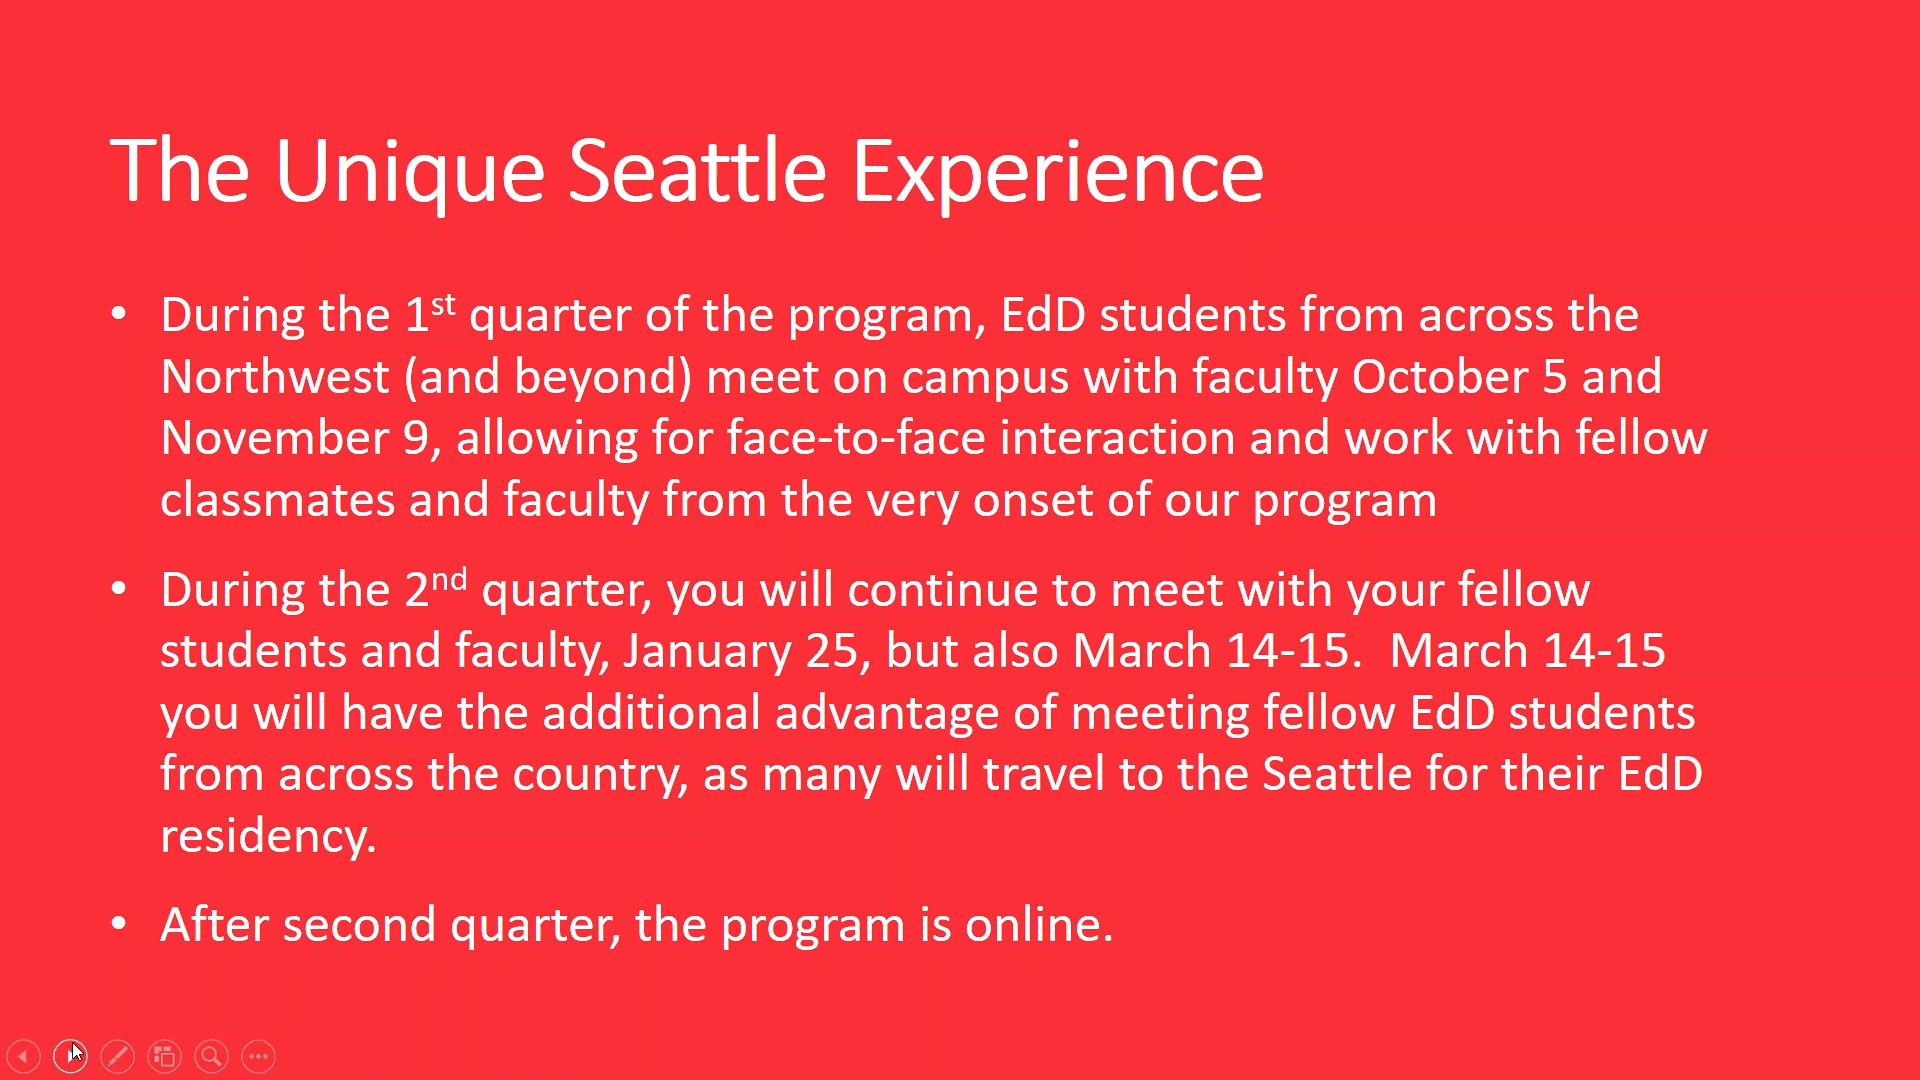 The Unique Seattle Experience
• During the 1st quarter of the program, EdD students from across the
Northwest (and beyond) meet on campus with faculty October 5 and
November 9, allowing for face-to-face interaction and work with fellow
classmates and faculty from the very onset of our program
• During the 2nd quarter, you will continue to meet with your fellow
students and faculty, January 25, but also March 14-15.  March 14-15
you will have the additional advantage of meeting fellow EdD students
from across the country, as many will travel to the Seattle for their EdD
residency.
• After second quarter, the program is online.